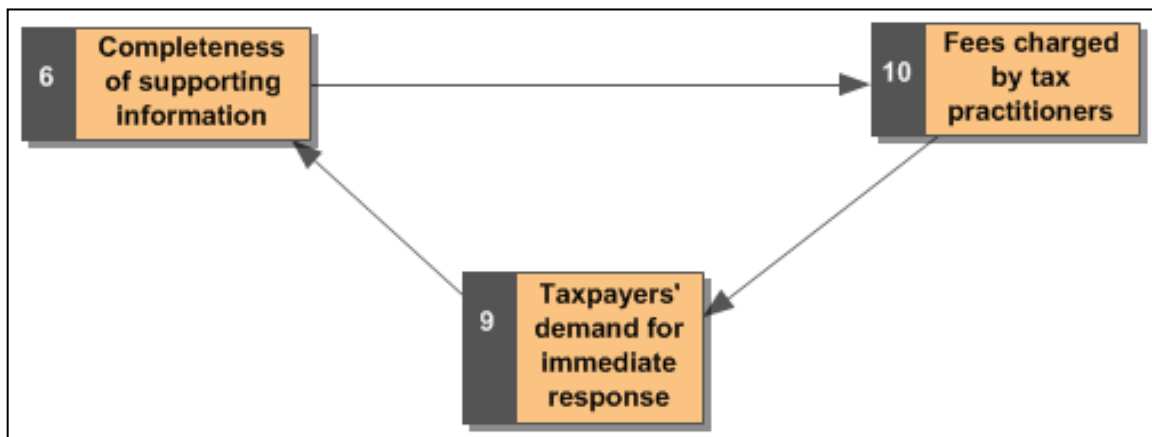 6
Completeness
of supporting
information
10
Fees charged
by tax
practitioners
9
Taxpayers'
demand for
immediate
response